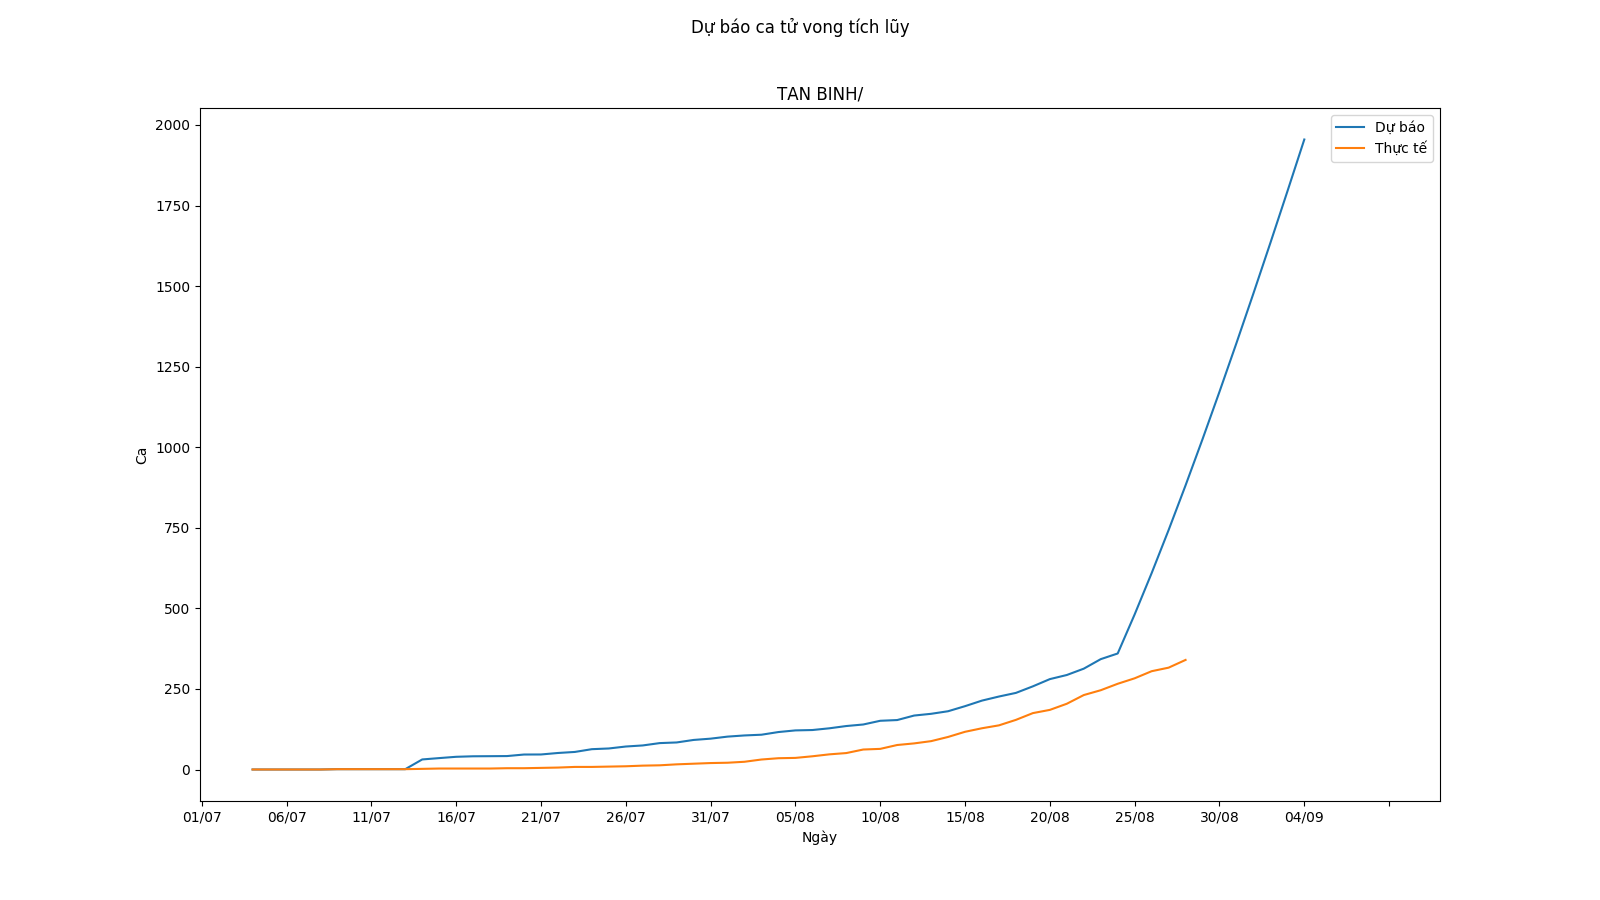 Dự báo ca tử vong tích lũy
TAN BINH/
2000
1750
1500
1250
1000
750
500
250
0
Ca
Dự báo
Thực tế
01/07 06/07 11/07 16/07 21/07 26/07 31/07 05/08 10/08 15/08 20/08 25/08 30/08 04/09
Ngày